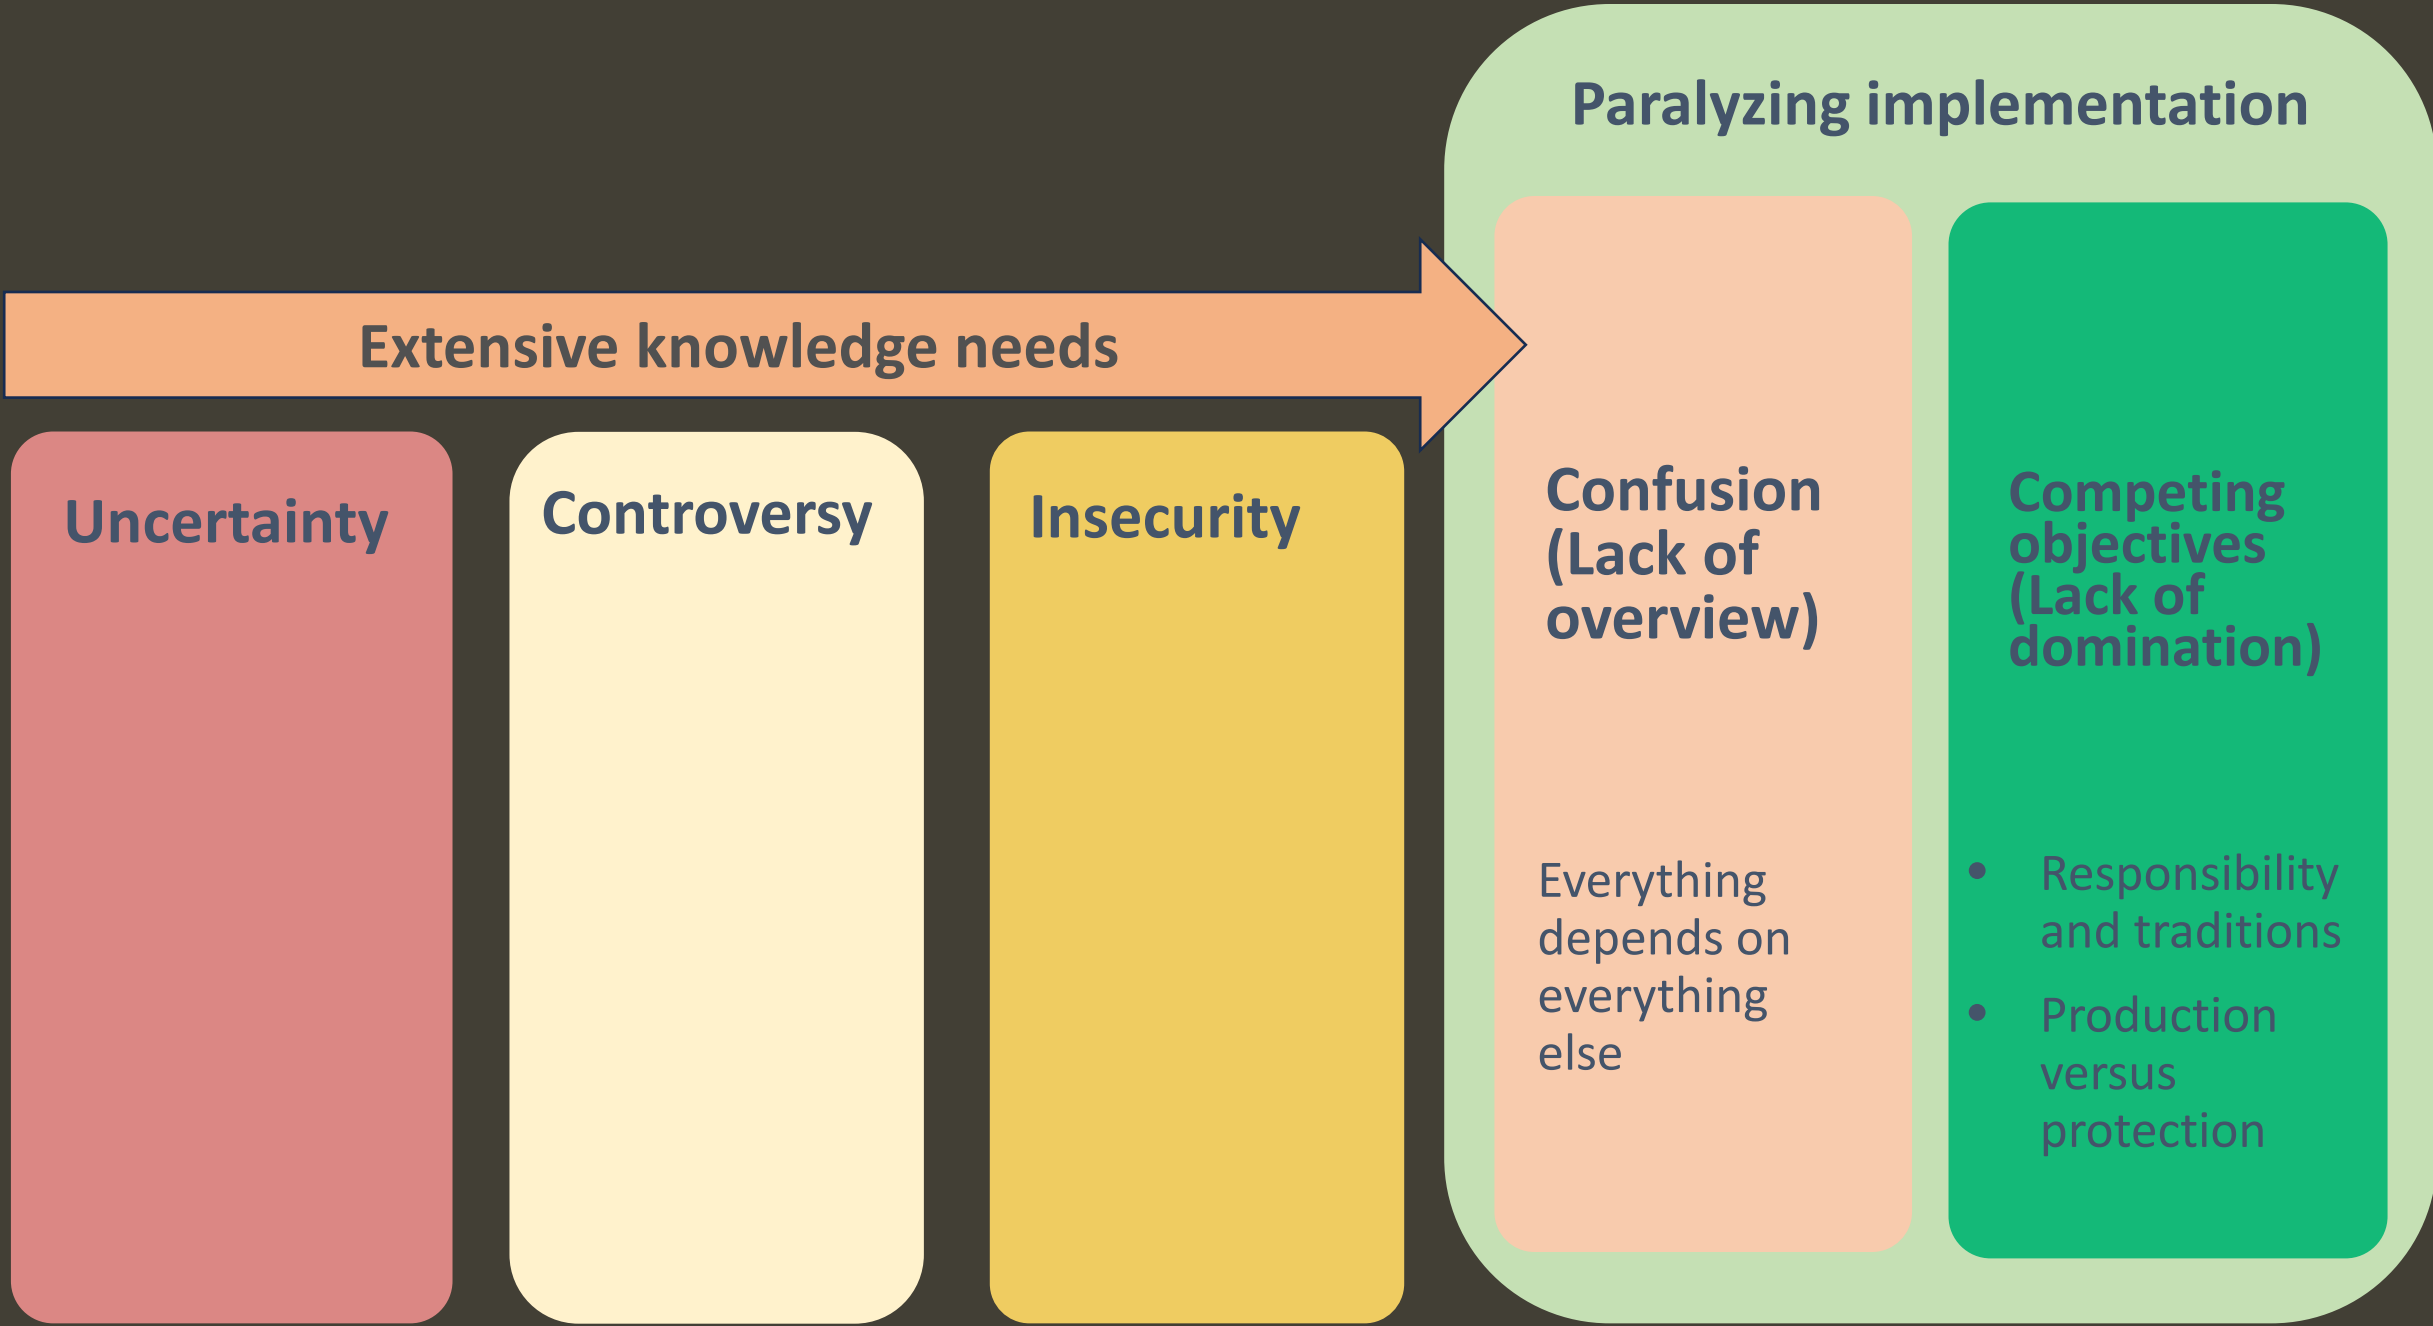 Paralyzing implementation
Extensive knowledge needs
Uncertainty
Controversy
Insecurity
Confusion
(Lack of
overview)
Everything
depends on
everything
else
Competing
objectives
(Lack of
domination)
• Responsibility
and traditions
• Production
versus
protection